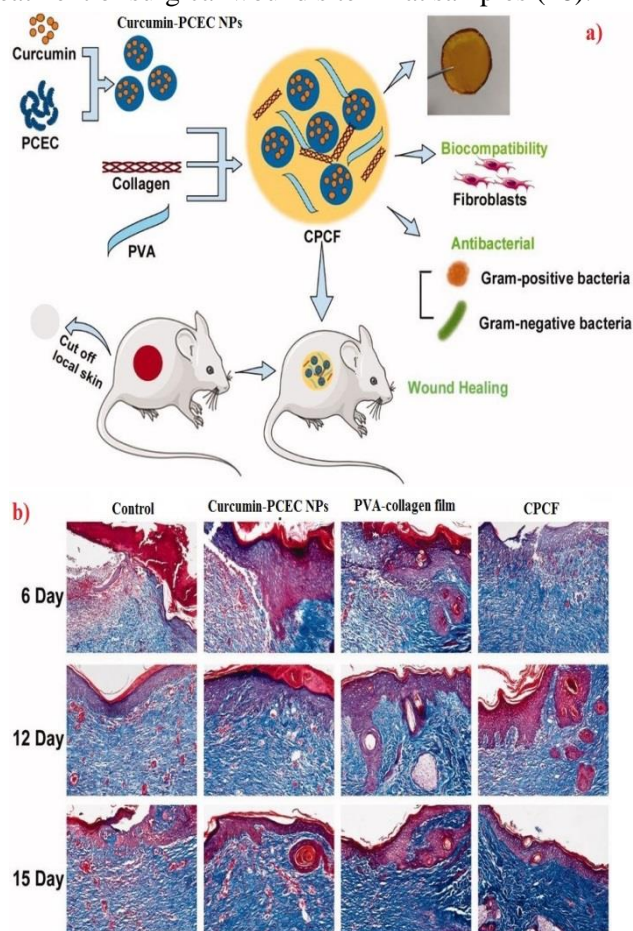 Curcumin-PCEC NPs
a)
Curcumin
PCEC
Collagen
PVA
CPCF
Biocompatibility
Fibroblasts
Antibacterial
Gram-positive bacteria
Gram-negative bacteria
Cut off
local skin
Wound Healing
b)
Control
Curcumin-PCEC NPs
PVA-collagen film
CPCF
6 Day
12 Day
15 Day